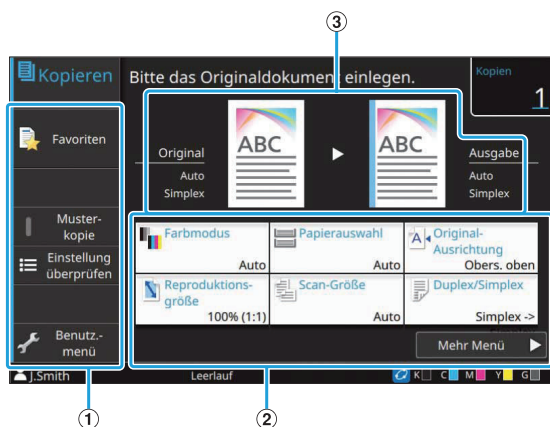 ③
Kopieren
Bitte das Originaldokument einlegen.
Kopien
1
Favoriten
Original
Auto
Simplex
ABC
ABC
Ausgabe
Auto
Simplex
Muster-
kopie
Einstellung
überprüfen
Benutz.-
menü
Farbmodus
Auto
Papierauswahl
Auto
Original-
Ausrichtung
Obers. oben
Reproduktions-
größe
100% (1:1)
Scan-Größe
Auto
Duplex/Simplex
Simplex ->
Mehr Menü
J.Smith
Leerlauf
K C M Y G
①
②